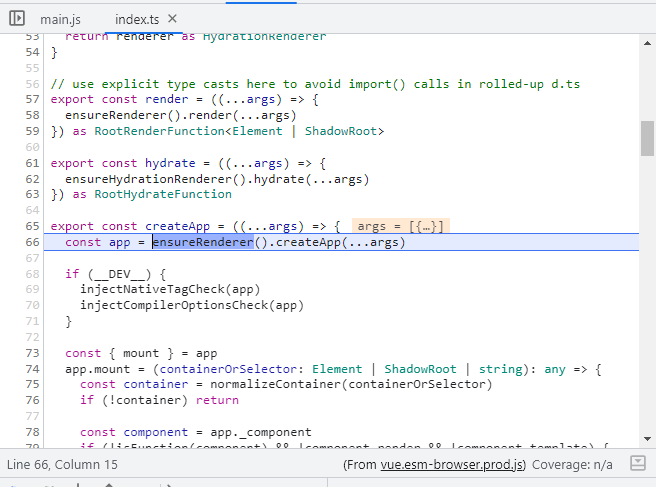 main.js index.ts
53 return renderer as HydrationRenderer
54 }
55
56 // use explicit type casts here to avoid import() calls in rolled-up d.ts
57 export const render = ((...args) => {
58 ensureRenderer().render(...args)
59 }) as RootRenderFunction<Element | ShadowRoot>
60
61 export const hydrate = ((...args) => {
62 ensureHydrationRenderer().hydrate(...args)
63 }) as RootHydrateFunction
64
65 export const createApp = ((...args) => { args = [{…}]
66 const app = ensureRenderer().createApp(...args)
67
68 if (__DEV__) {
69 injectNativeTagCheck(app)
70 injectCompilerOptionsCheck(app)
71 }
72
73 const { mount } = app
74 app.mount = (containerOrSelector: Element | ShadowRoot | string): any => {
75 const container = normalizeContainer(containerOrSelector)
76 if (!container) return
77
78 const component = app._component
79 if (!isFunction(component) && !component.render && !component.template) {
Line 66, Column 15 (From vue.esm-browser.prod.js) Coverage: n/a